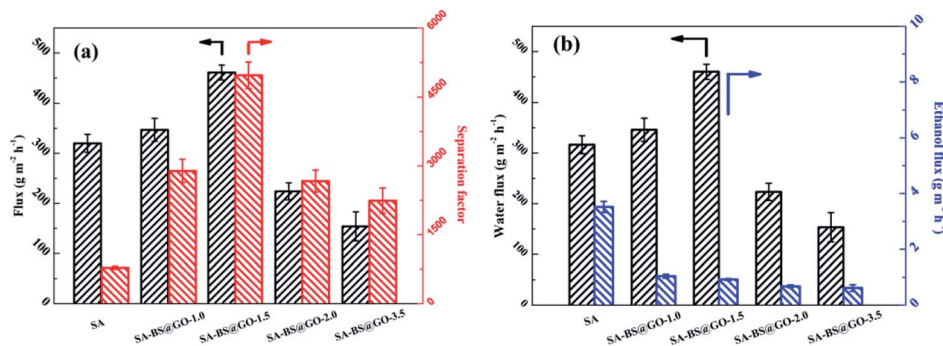 (a)
Flux (g m⁻² h⁻¹)
0
100
200
300
400
500
Separation factor
0
1500
3000
4500
6000
SA
SA-BS@GO-1.0
SA-BS@GO-1.5
SA-BS@GO-2.0
SA-BS@GO-3.5
(b)
Water flux (g m⁻² h⁻¹)
0
100
200
300
400
500
Ethanol flux (g m⁻² h⁻¹)
0
2
4
6
8
10
SA
SA-BS@GO-1.0
SA-BS@GO-1.5
SA-BS@GO-2.0
SA-BS@GO-3.5